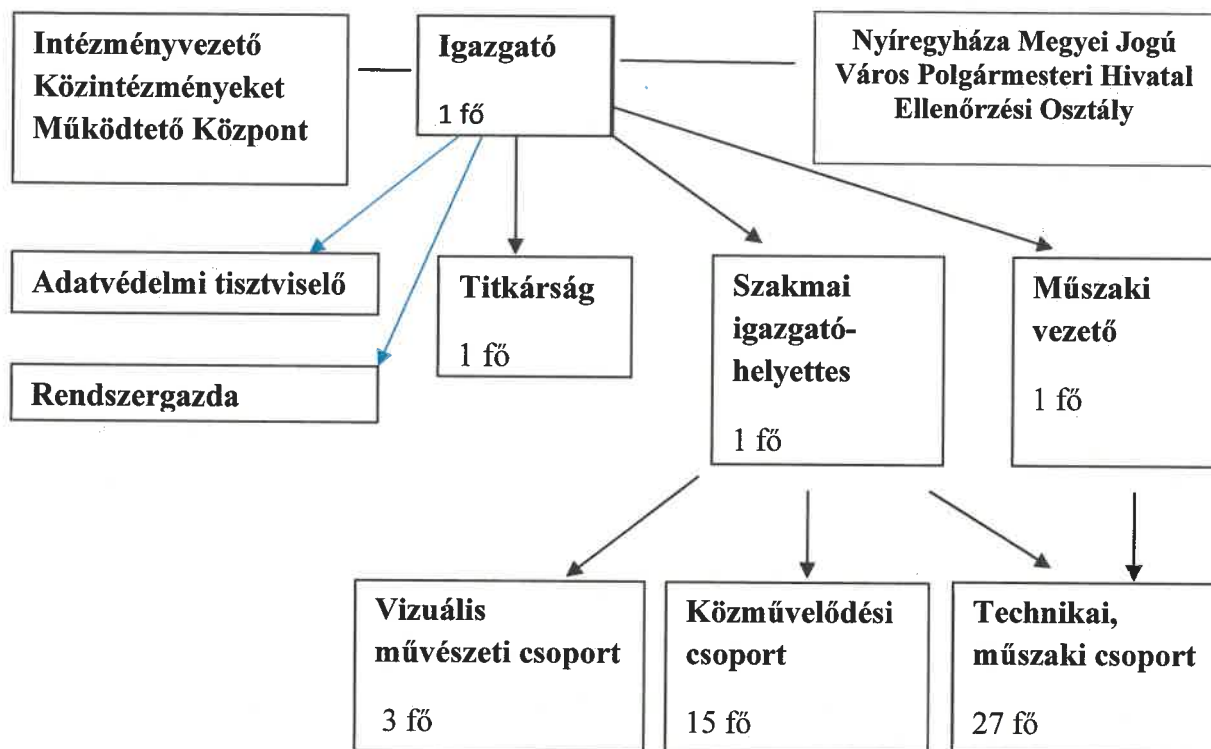 Intézményvezető
Közintézményeket
Működtető Központ
Igazgató
1 fő
Nyíregyháza Megyei Jogú
Város Polgármesteri Hivatal
Ellenőrzési Osztály
Adatvédelmi tisztviselő
Rendszergazda
Titkárság
1 fő
Szakmai
igazgató-
helyettes
1 fő
Műszaki
vezető
1 fő
Vizuális
művészeti csoport
3 fő
Közművelődési
csoport
15 fő
Technikai,
műszaki csoport
27 fő